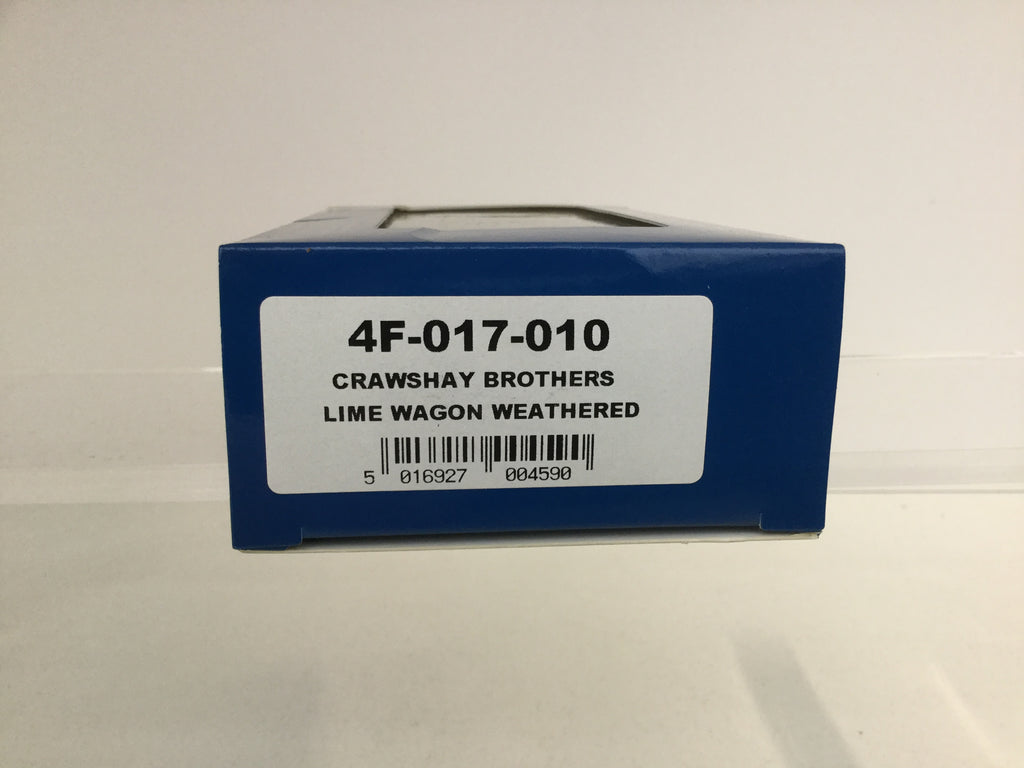 4F-017-010
CRAWSHAY BROTHERS
LIME WAGON WEATHERED
5 016927 004590